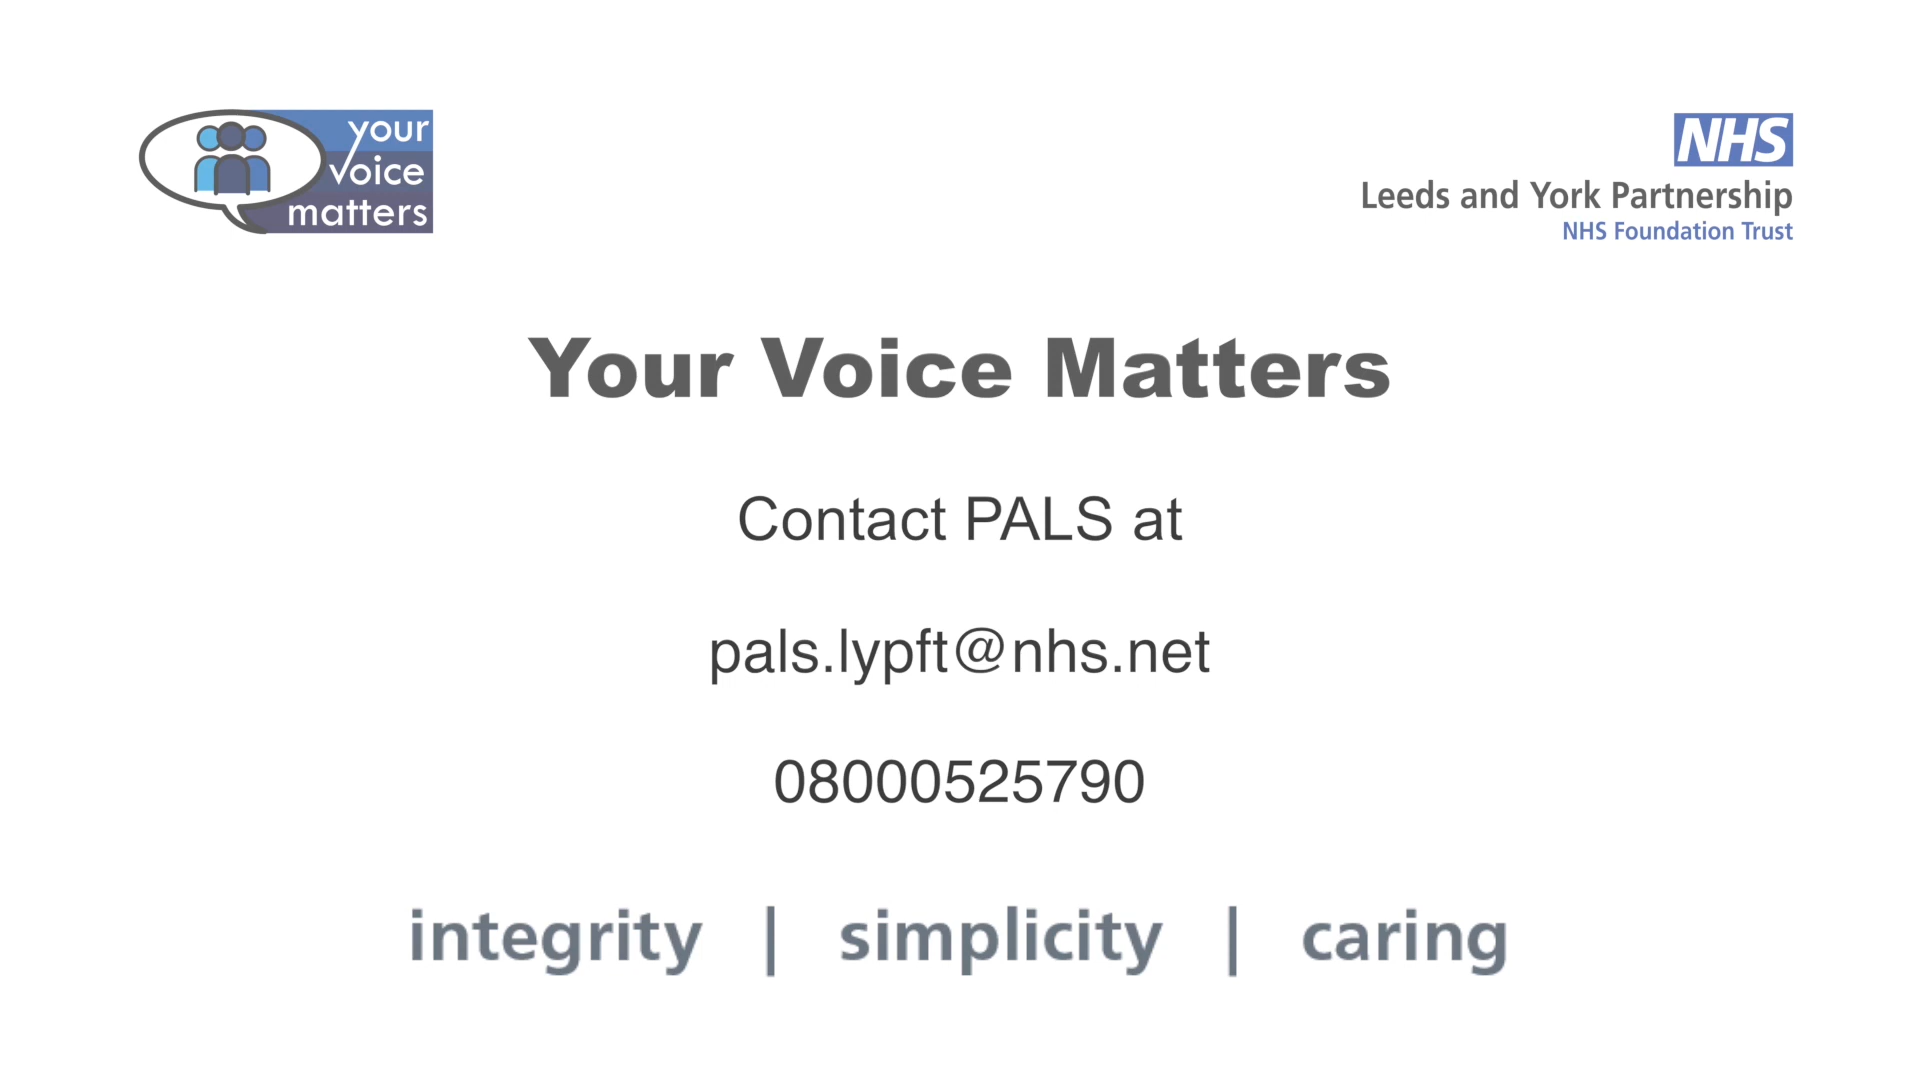 your
voice
matters
NHS
Leeds and York Partnership
NHS Foundation Trust
Your Voice Matters
Contact PALS at
pals.lypft@nhs.net
08000525790
integrity | simplicity | caring